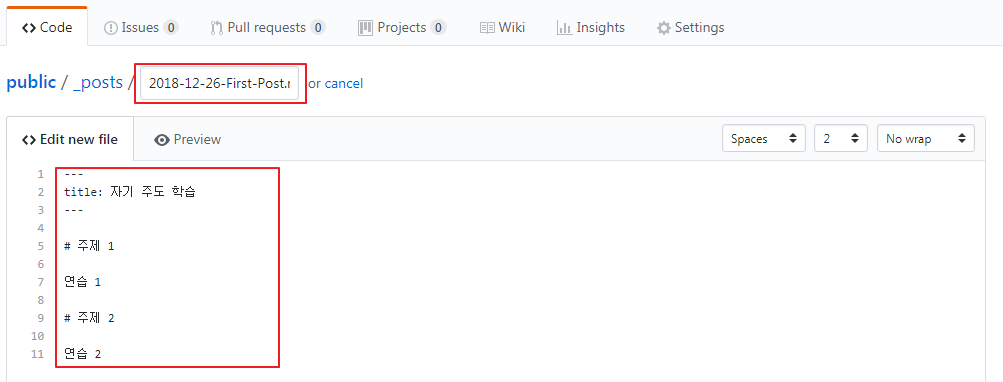 Code Issues 0 Pull requests 0 Projects 0 Wiki Insights Settings
public / _posts / 2018-12-26-First-Post.r or cancel
Edit new file Preview Spaces 2 No wrap
1 ---
2 title: 자기 주도 학습
3 ---
4
5 # 주제 1
6
7 연습 1
8
9 # 주제 2
10
11 연습 2